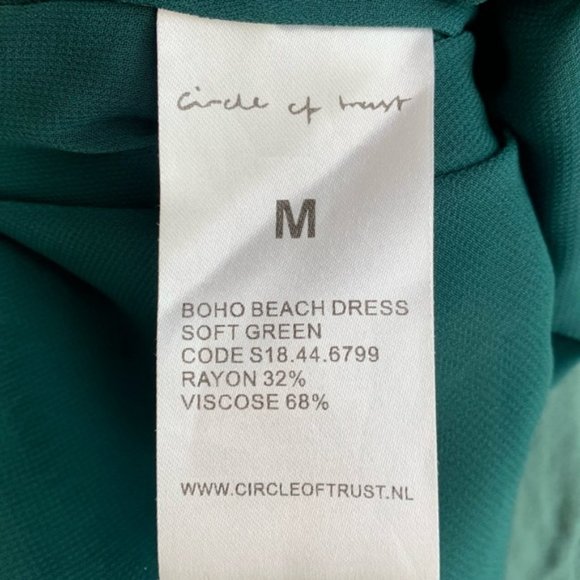 circle of trust
M
BOHO BEACH DRESS
SOFT GREEN
CODE S18.44.6799
RAYON 32%
VISCOSE 68%
WWW.CIRCLEOFTRUST.NL